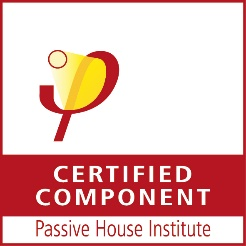 CERTIFIED
COMPONENT
Passive House Institute